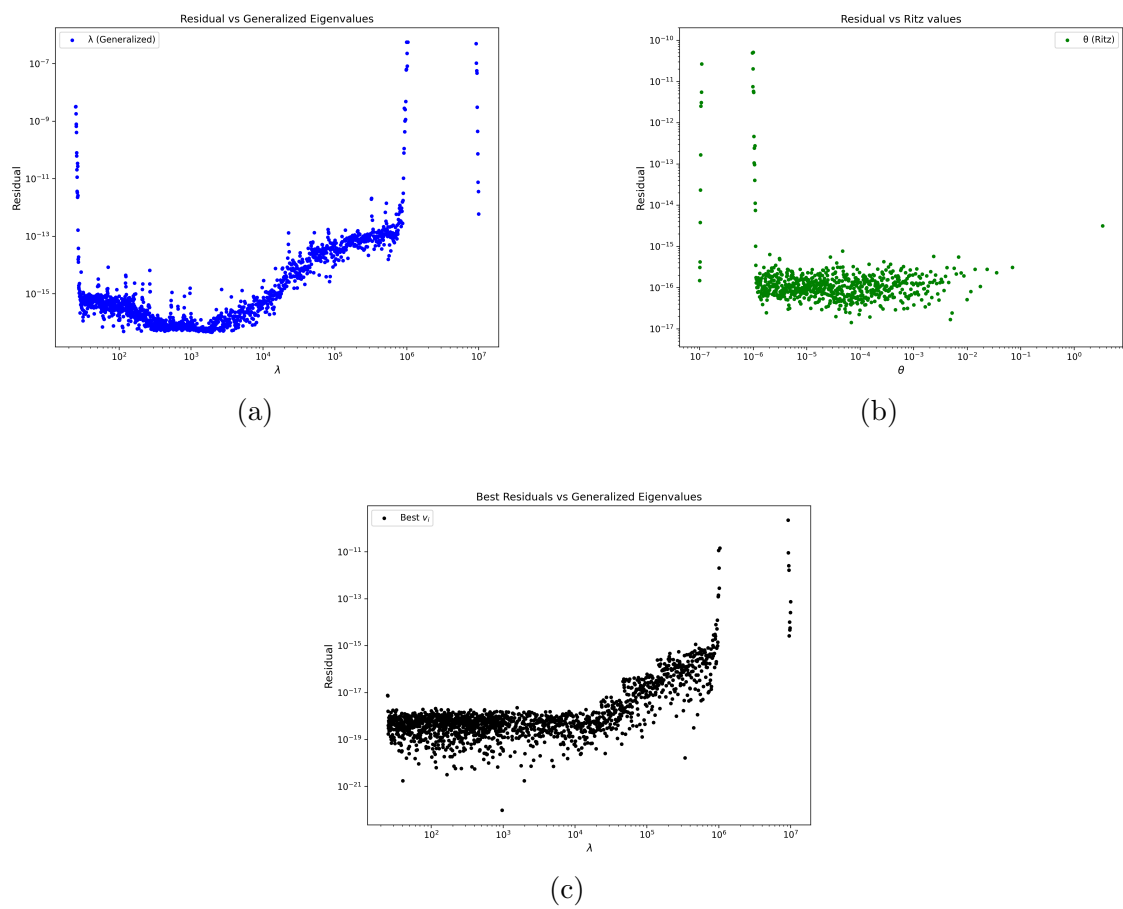 Residual vs Generalized Eigenvalues
λ (Generalized)
10⁻⁷
10⁻⁹
10⁻¹¹
10⁻¹³
10⁻¹⁵
Residual
10² 10³ 10⁴ 10⁵ 10⁶ 10⁷
λ
(a)
Residual vs Ritz values
θ (Ritz)
10⁻¹⁰
10⁻¹¹
10⁻¹²
10⁻¹³
10⁻¹⁴
10⁻¹⁵
10⁻¹⁶
10⁻¹⁷
Residual
10⁻⁷ 10⁻⁶ 10⁻⁵ 10⁻⁴ 10⁻³ 10⁻² 10⁻¹ 10⁰
θ
(b)
Best Residuals vs Generalized Eigenvalues
Best vᵢ
10⁻¹¹
10⁻¹³
10⁻¹⁵
10⁻¹⁷
10⁻¹⁹
10⁻²¹
Residual
10² 10³ 10⁴ 10⁵ 10⁶ 10⁷
λ
(c)